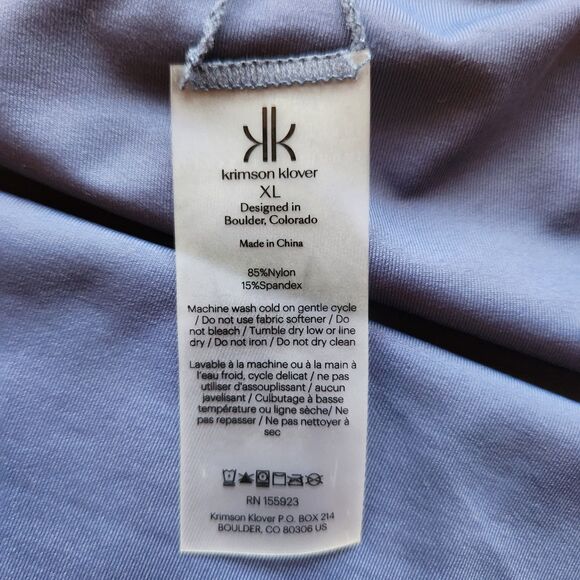 krimson klover
XL
Designed in
Boulder, Colorado
Made in China
85%Nylon
15%Spandex
Machine wash cold on gentle cycle
/ Do not use fabric softener / Do
not bleach / Tumble dry low or line
dry / Do not iron / Do not dry clean
Lavable à la machine ou à la main à
l'eau froid, cycle delicat / ne pas
utiliser d'assouplissant / aucun
javelisant / Culbutage à basse
température ou ligne sèche/ Ne
pas repasser / Ne pas nettoyer à
sec
RN 155923
Krimson Klover P.O. BOX 214
BOULDER, CO 80306 US